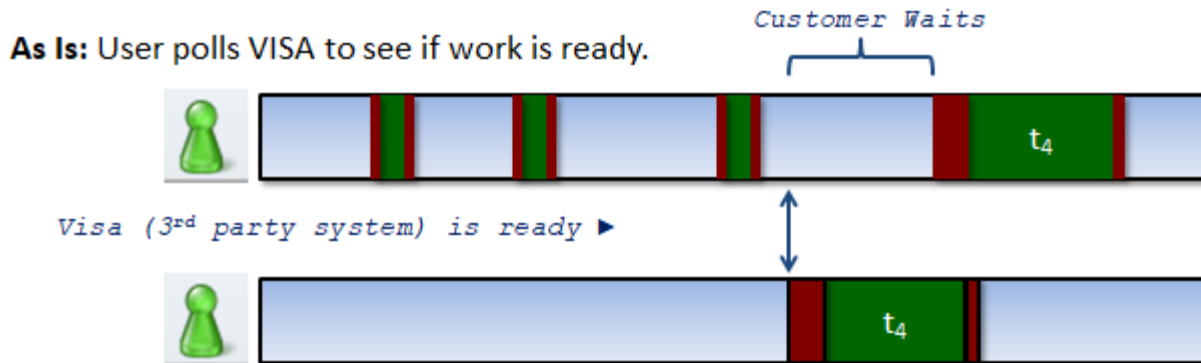 Customer Waits
As Is: User polls VISA to see if work is ready.
t₄
Visa (3ʳᵈ party system) is ready ►
t₄